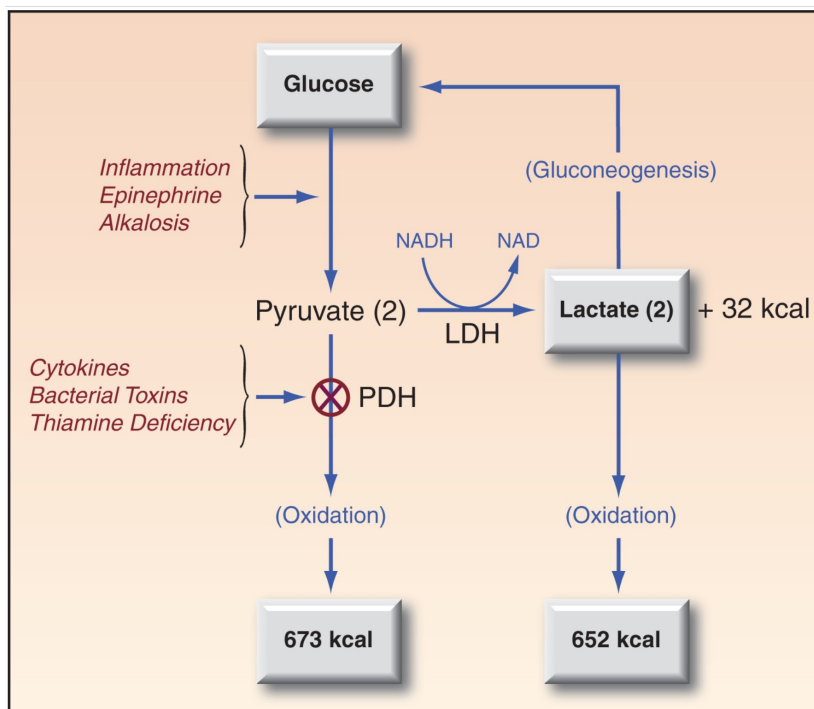 Glucose
Inflammation
Epinephrine
Alkalosis
(Gluconeogenesis)
NADH NAD
Pyruvate (2)
LDH
Lactate (2) + 32 kcal
Cytokines
Bacterial Toxins
Thiamine Deficiency
PDH
(Oxidation) (Oxidation)
673 kcal 652 kcal